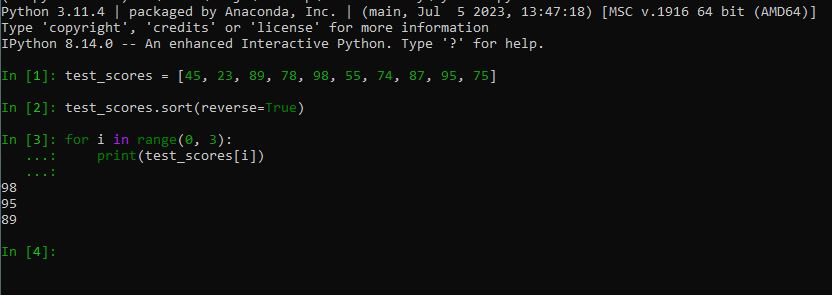 Python 3.11.4 | packaged by Anaconda, Inc. | (main, Jul  5 2023, 13:47:18) [MSC v.1916 64 bit (AMD64)]
Type 'copyright', 'credits' or 'license' for more information
IPython 8.14.0 -- An enhanced Interactive Python. Type '?' for help.
In [1]: test_scores = [45, 23, 89, 78, 98, 55, 74, 87, 95, 75]
In [2]: test_scores.sort(reverse=True)
In [3]: for i in range(0, 3):
   ...:     print(test_scores[i])
   ...:
98
95
89
In [4]: